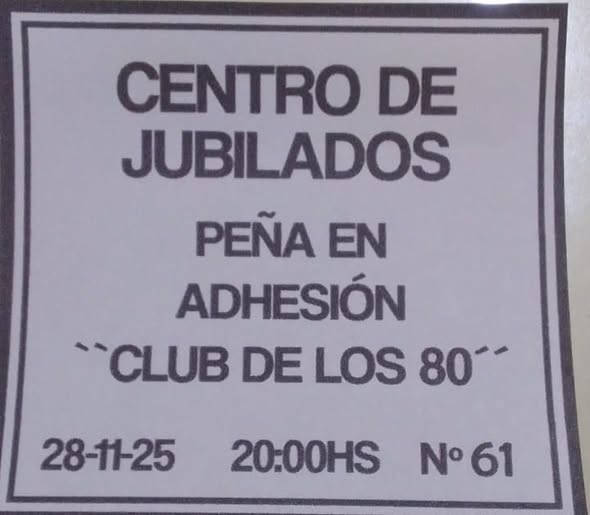 CENTRO DE
JUBILADOS
PEÑA EN
ADHESIÓN
``CLUB DE LOS 80´´
28-11-25 20:00HS Nº 61